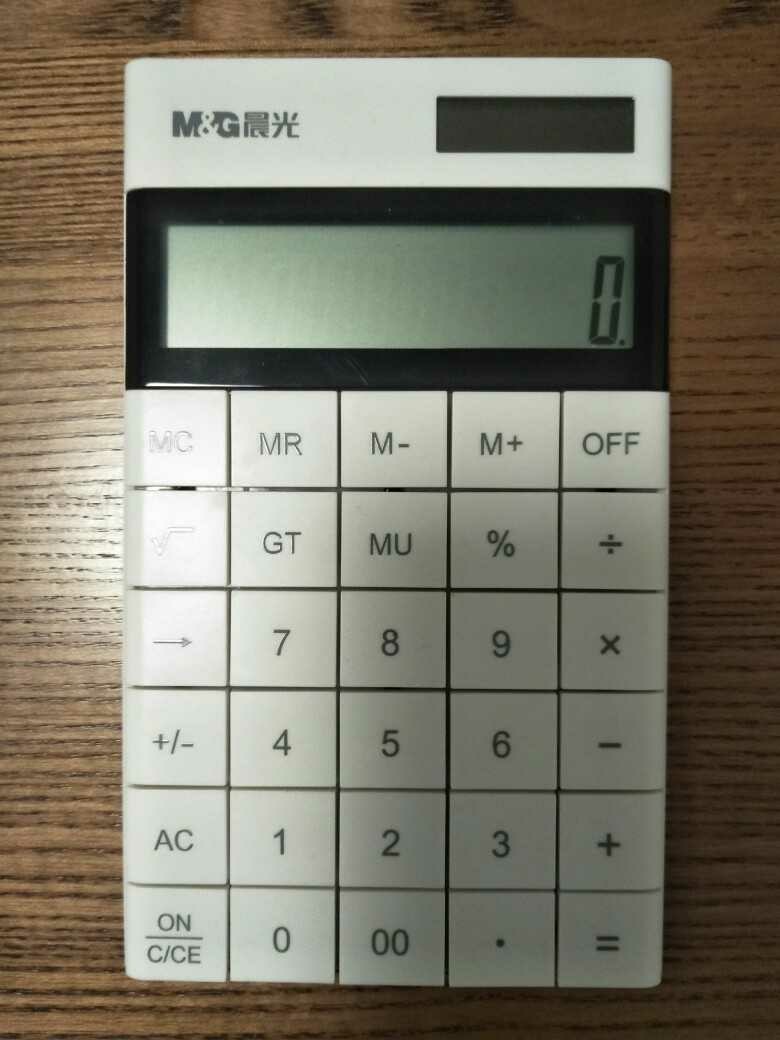 M&G晨光
0.
MC MR M- M+ OFF
√ GT MU % ÷
→ 7 8 9 ×
+/- 4 5 6 -
AC 1 2 3 +
ON
C/CE 0 00 . =